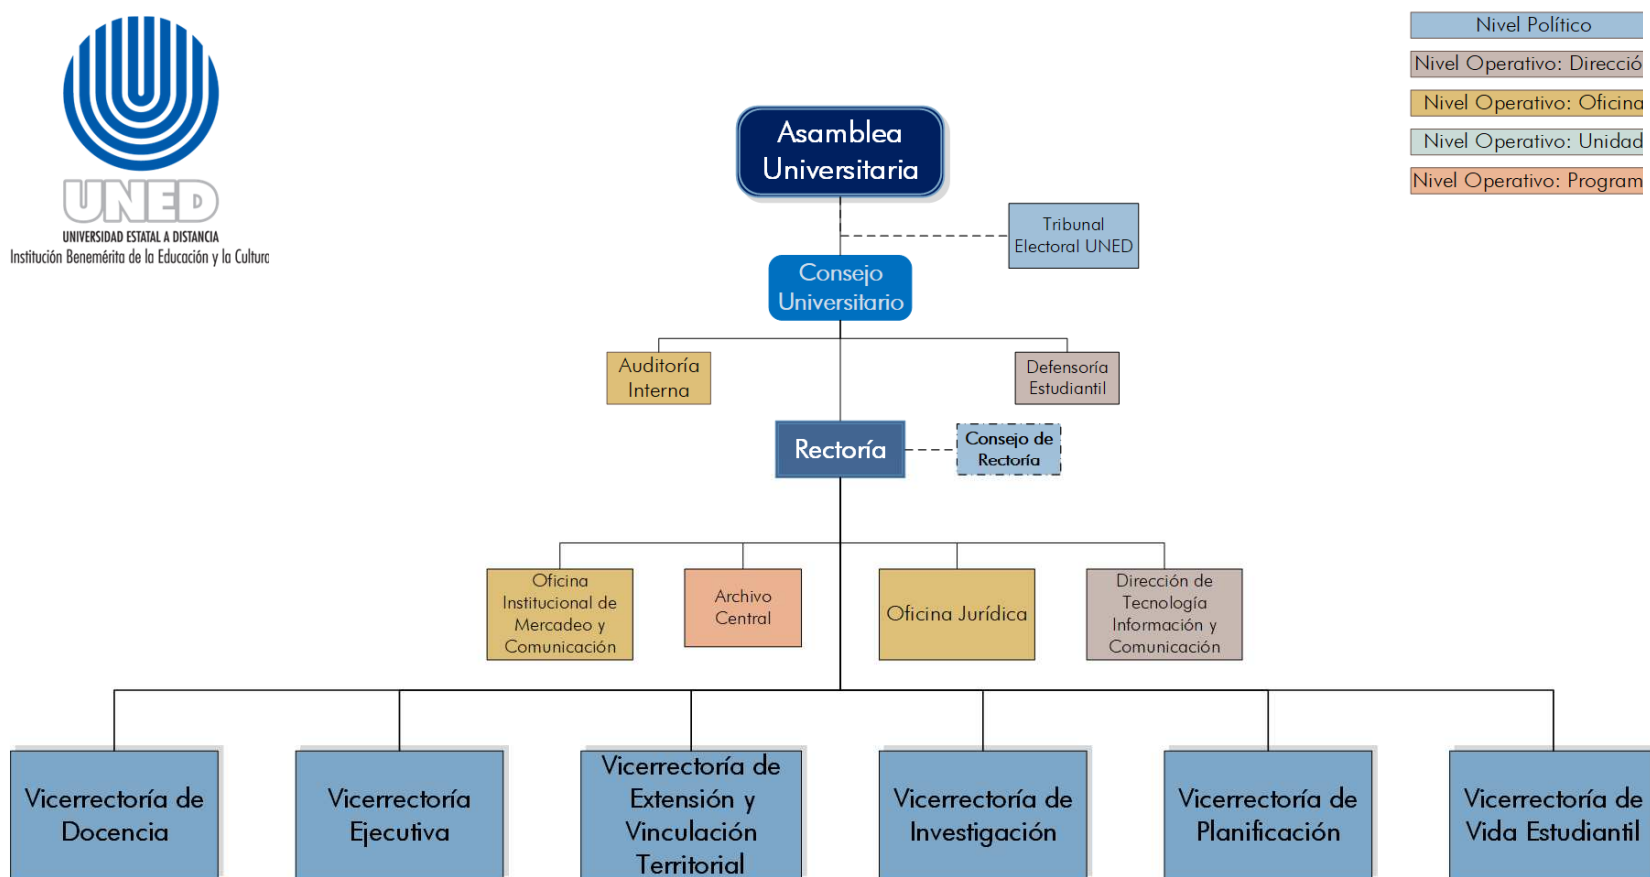 UNED
UNIVERSIDAD ESTATAL A DISTANCIA
Institución Benemérita de la Educación y la Cultura
Nivel Político
Nivel Operativo: Direcció
Nivel Operativo: Oficina
Nivel Operativo: Unidad
Nivel Operativo: Program
Asamblea
Universitaria
Tribunal
Electoral UNED
Consejo
Universitario
Auditoría
Interna
Defensoría
Estudiantil
Rectoría
Consejo de
Rectoría
Oficina
Institucional de
Mercadeo y
Comunicación
Archivo
Central
Oficina Jurídica
Dirección de
Tecnología
Información y
Comunicación
Vicerrectoría de
Docencia
Vicerrectoría
Ejecutiva
Vicerrectoría de
Extensión y
Vinculación
Territorial
Vicerrectoría de
Investigación
Vicerrectoría de
Planificación
Vicerrectoría de
Vida Estudiantil